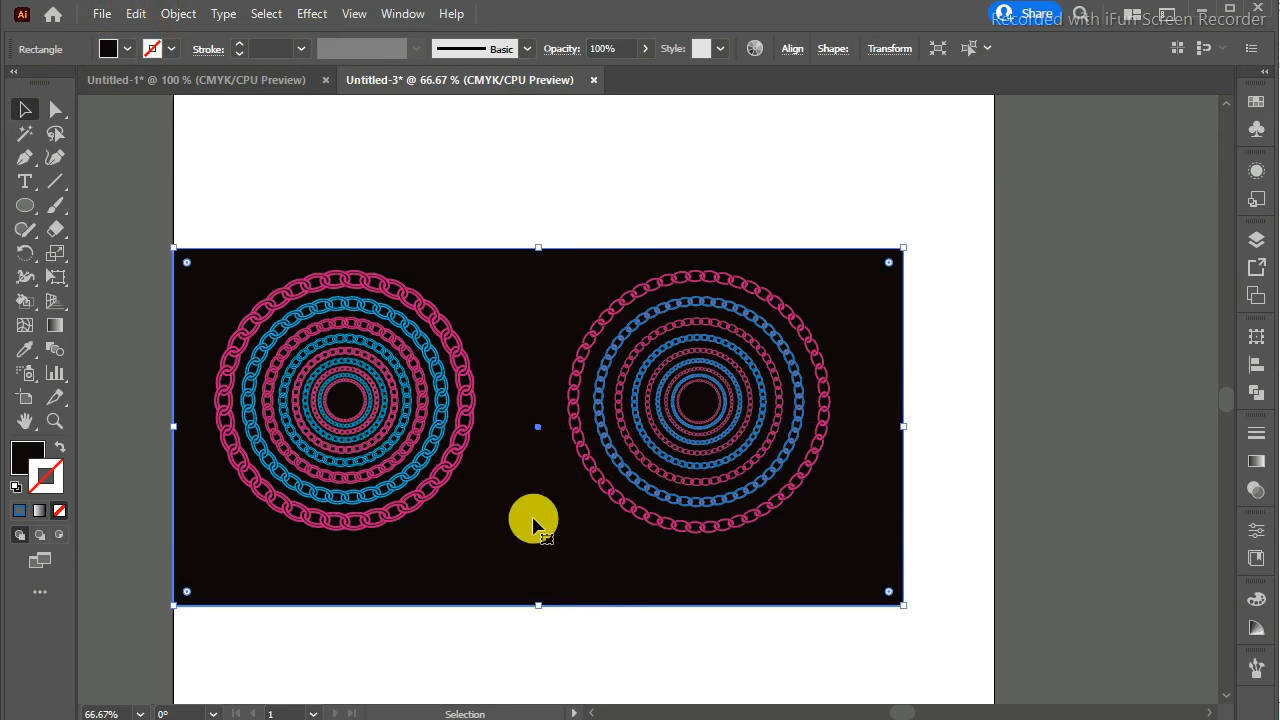 Ai File Edit Object Type Select Effect View Window Help Share
Recorded with iFun Screen Recorder
Rectangle Stroke: Basic Opacity: 100% Style: Align Shape: Transform
Untitled-1* @ 100 % (CMYK/CPU Preview) Untitled-3* @ 66.67 % (CMYK/CPU Preview)
66.67% 0° 1 Selection